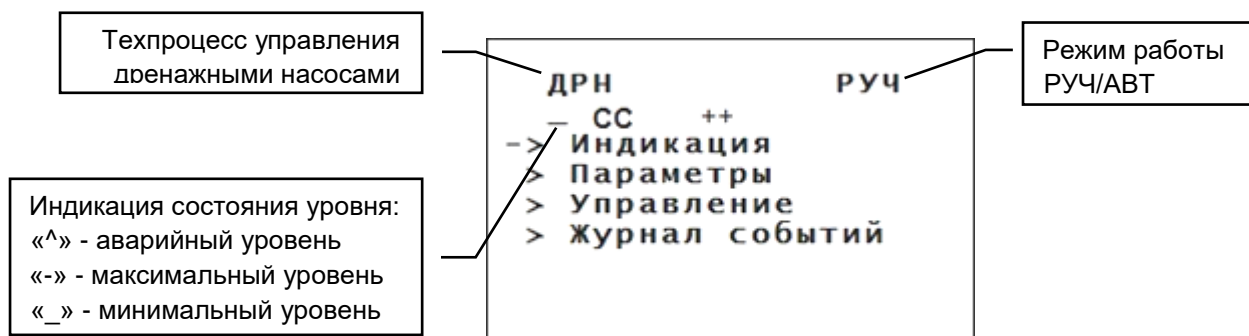 Техпроцесс управления
дренажными насосами
Режим работы
РУЧ/АВТ
ДРН РУЧ
_ СС ++
-> Индикация
> Параметры
> Управление
> Журнал событий
Индикация состояния уровня:
«^» - аварийный уровень
«-» - максимальный уровень
«_» - минимальный уровень